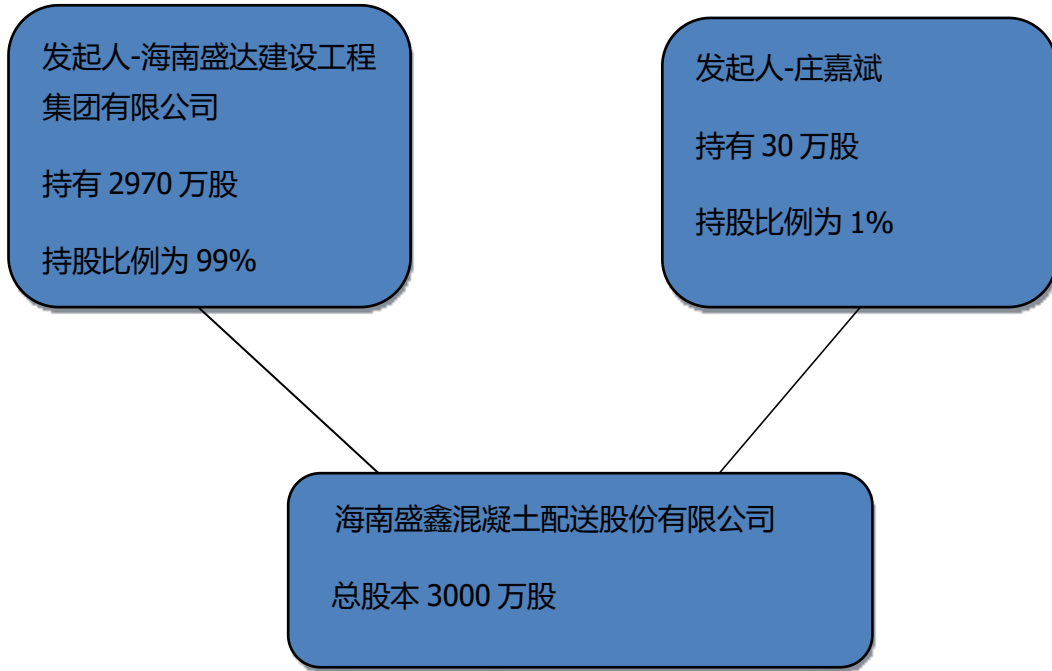 发起人-海南盛达建设工程
集团有限公司
持有 2970 万股
持股比例为 99%
发起人-庄嘉斌
持有 30 万股
持股比例为 1%
海南盛鑫混凝土配送股份有限公司
总股本 3000 万股